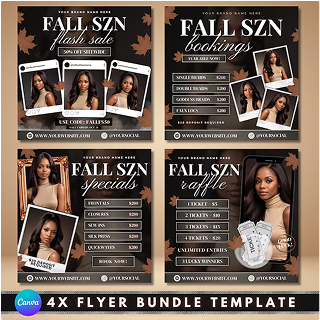 YOUR BRAND NAME HERE
FALL SZN
flash sale
50% OFF SITEWIDE
USE CODE: FALLFS50
WWW.YOURWEBSITE.COM
@YOURSOCIAL
YOUR BRAND NAME HERE
FALL SZN
bookings
AVAILABLE NOW!
SINGLE BRAIDS $200
DOUBLE BRAIDS $200
GODDESS BRAIDS $200
FAUX LOCS $200
$20 DEPOSIT REQUIRED
WWW.YOURWEBSITE.COM
@YOURSOCIAL
YOUR BRAND NAME HERE
FALL SZN
specials
FRONTALS $200
CLOSURES $200
SEW-INS $200
SILK PRESS $200
QUICKWEAVES $200
BOOK NOW!
DEPOSIT
REQUIRED
WWW.YOURWEBSITE.COM
@YOURSOCIAL
YOUR BRAND NAME HERE
FALL SZN
raffle
1 TICKET - $5
2 TICKETS - $10
3 TICKETS - $15
4 TICKETS - $20
UNLIMITED ENTRIES
3 LUCKY WINNERS
WWW.YOURWEBSITE.COM
@YOURSOCIAL
Canva
4X FLYER BUNDLE TEMPLATE